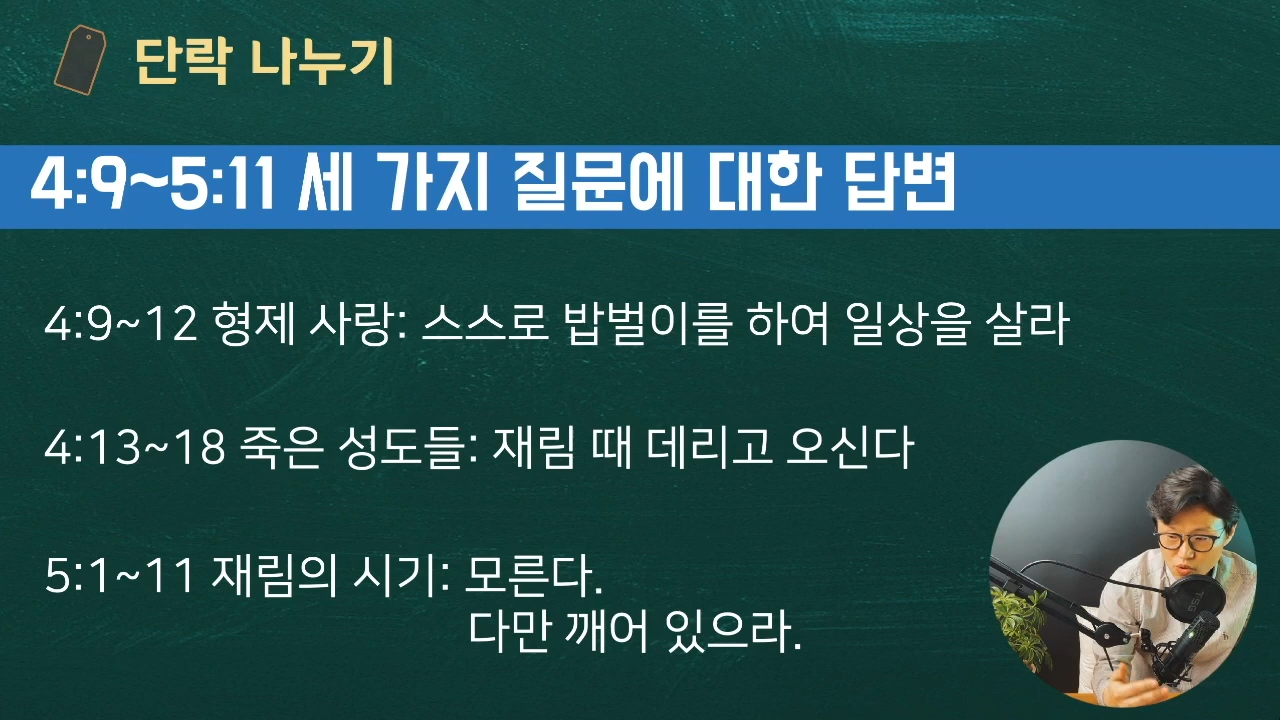 단락 나누기
4:9~5:11 세 가지 질문에 대한 답변
4:9~12 형제 사랑: 스스로 밥벌이를 하여 일상을 살라
4:13~18 죽은 성도들: 재림 때 데리고 오신다
5:1~11 재림의 시기: 모른다.
다만 깨어 있으라.